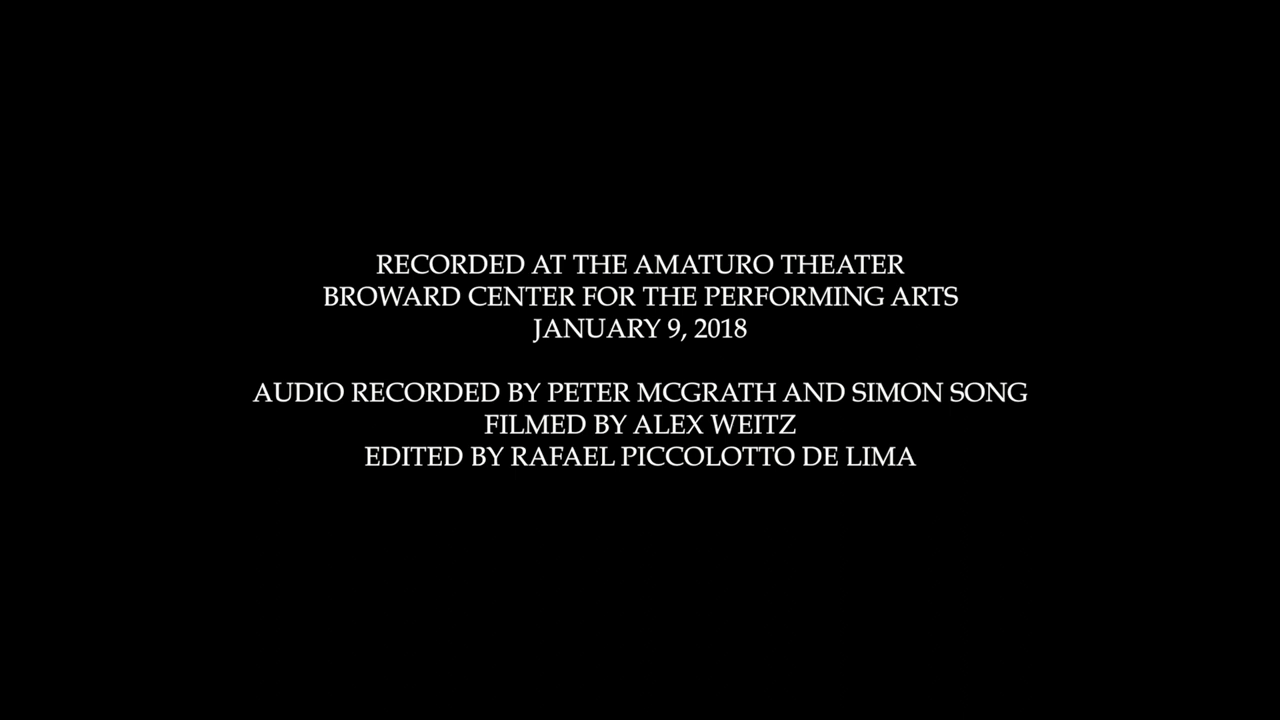 RECORDED AT THE AMATURO THEATER
BROWARD CENTER FOR THE PERFORMING ARTS
JANUARY 9, 2018
AUDIO RECORDED BY PETER MCGRATH AND SIMON SONG
FILMED BY ALEX WEITZ
EDITED BY RAFAEL PICCOLOTTO DE LIMA